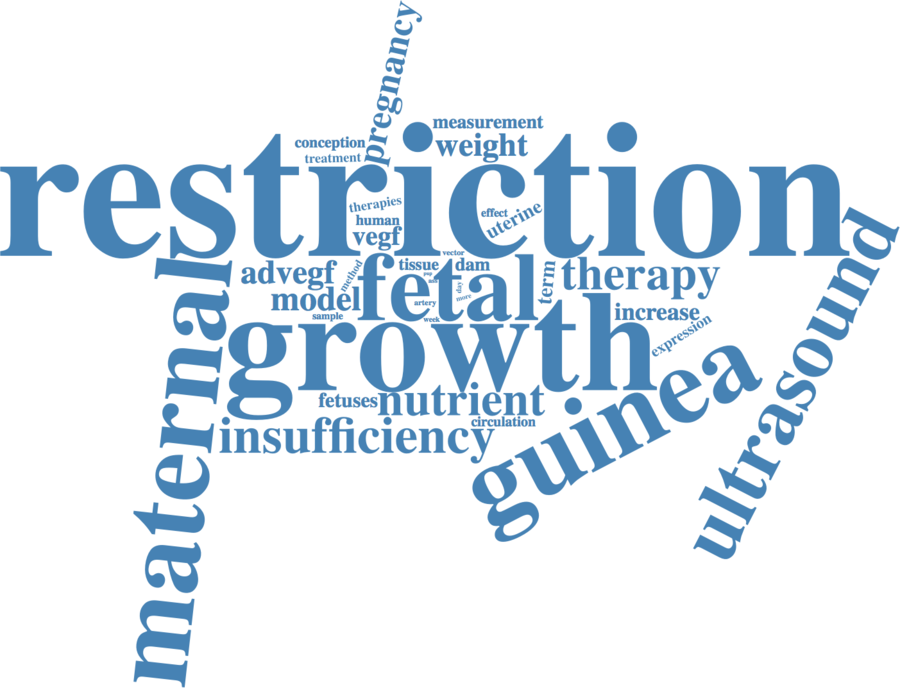 pregnancy
measurement
conception
weight
treatment
restriction
therapies
effect
human
uterine
vegf
vector
advegf
method
tissue
dam
therapy
fetal
term
day
model
artery
more
increase
sample
week
expression
growth
maternal
ultrasound
guinea
fetuses
nutrient
circulation
insufficiency